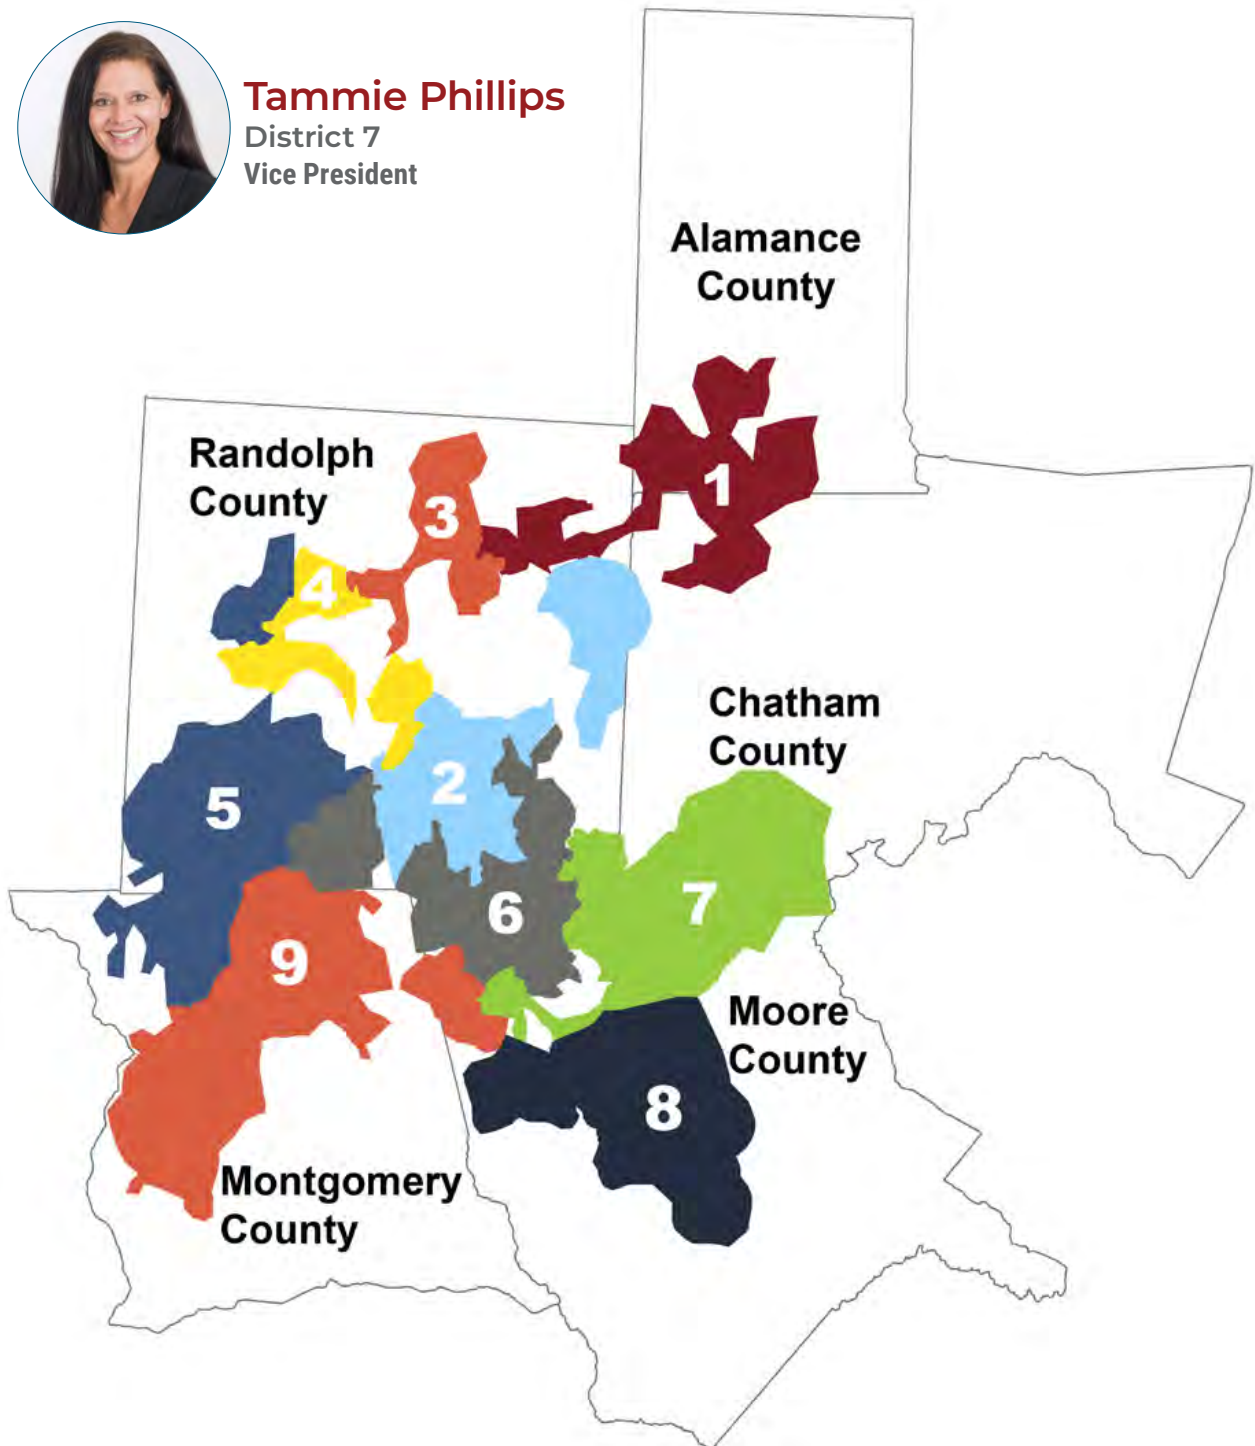 Tammie Phillips
District 7
Vice President
Alamance
County
Randolph
County
1
3
4
Chatham
County
2
5
7
6
9
Moore
County
8
Montgomery
County